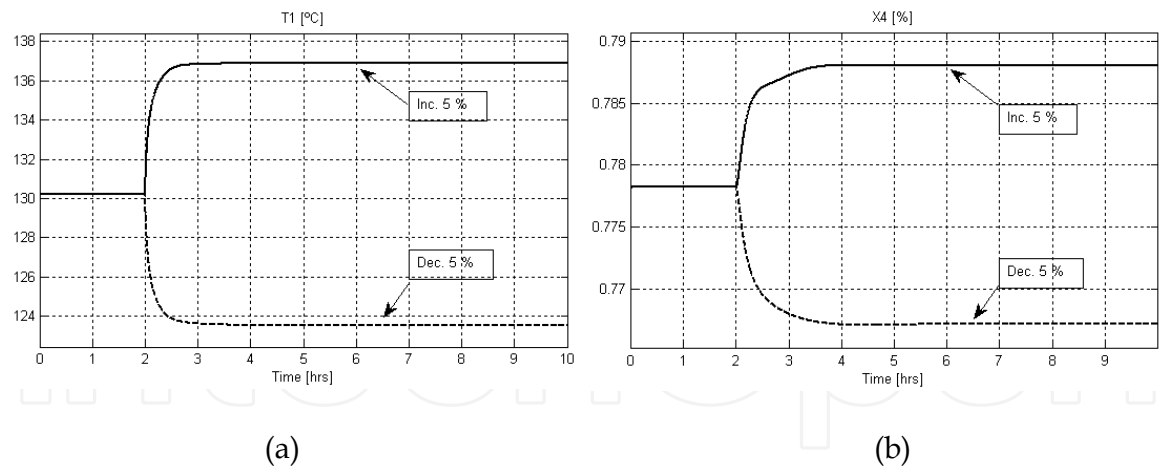 T1 [ºC]
138
136
134
132
130
128
126
124
0 1 2 3 4 5 6 7 8 9 10
Time [hrs]
Inc. 5 %
Dec. 5 %
(a)
X4 [%]
0.79
0.785
0.78
0.775
0.77
0 1 2 3 4 5 6 7 8 9
Time [hrs]
Inc. 5 %
Dec. 5 %
(b)